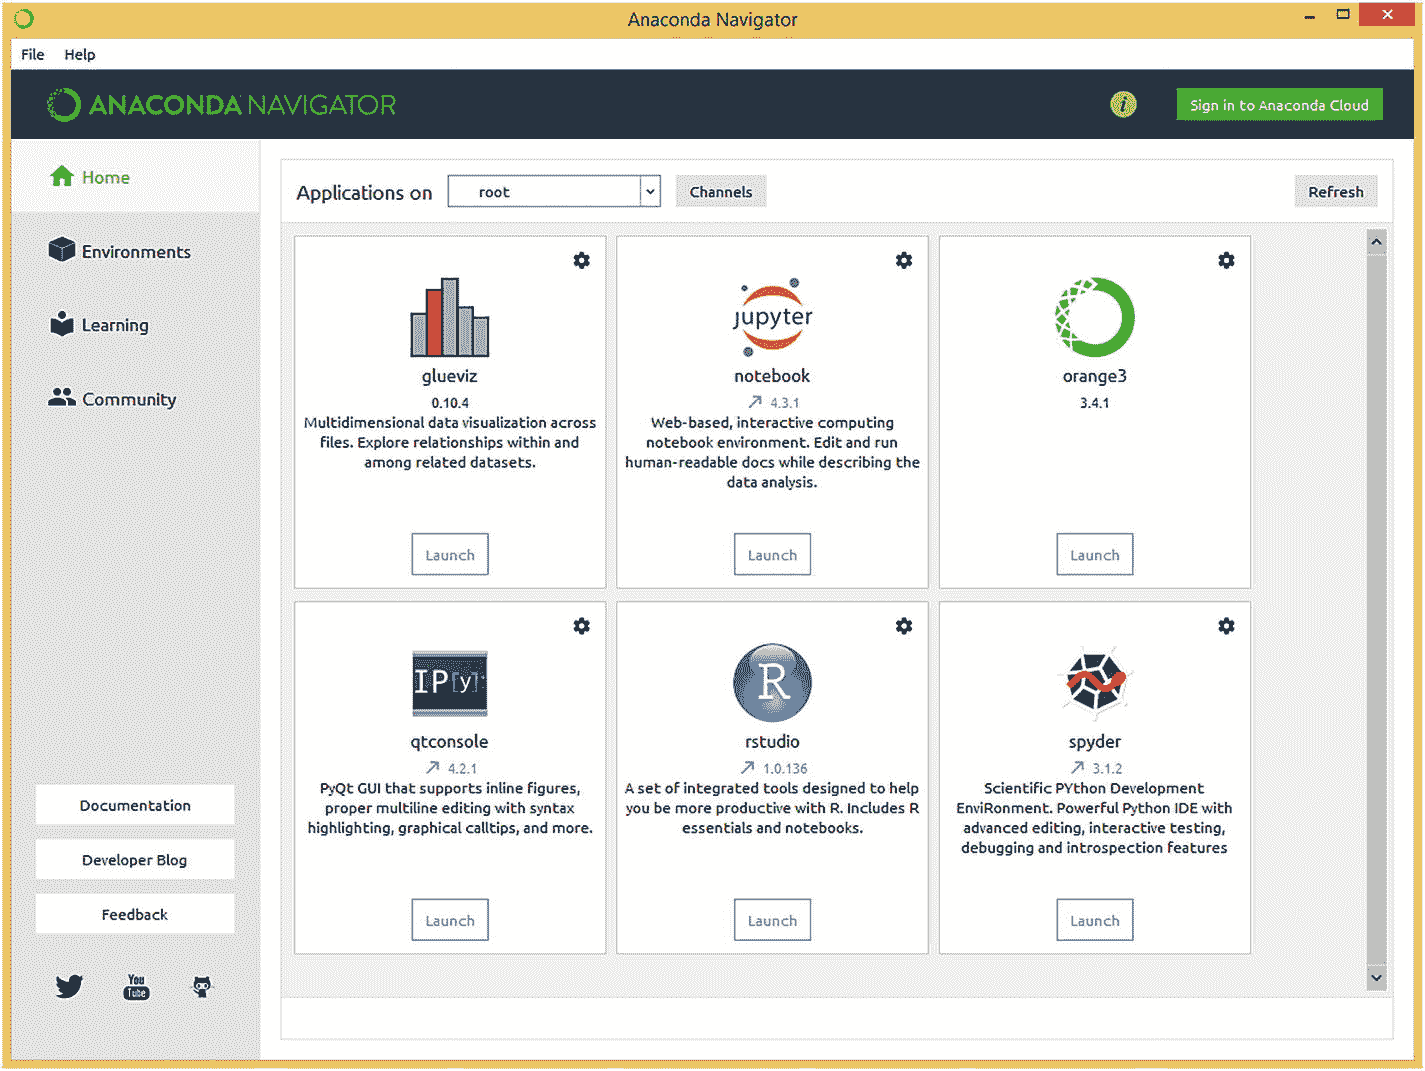 Anaconda Navigator
File Help
ANACONDA NAVIGATOR
i
Sign in to Anaconda Cloud
Home
Environments
Learning
Community
Documentation
Developer Blog
Feedback
You
Tube
Applications on root Channels Refresh
glueviz
0.10.4
Multidimensional data visualization across
files. Explore relationships within and
among related datasets.
Launch
jupyter
notebook
4.3.1
Web-based, interactive computing
notebook environment. Edit and run
human-readable docs while describing the
data analysis.
Launch
orange3
3.4.1
Launch
IP[y]:
qtconsole
4.2.1
PyQt GUI that supports inline figures,
proper multiline editing with syntax
highlighting, graphical calltips, and more.
Launch
R
rstudio
1.0.136
A set of integrated tools designed to help
you be more productive with R. Includes R
essentials and notebooks.
Launch
spyder
3.1.2
Scientific PYthon Development
EnviRonment. Powerful Python IDE with
advanced editing, interactive testing,
debugging and introspection features
Launch